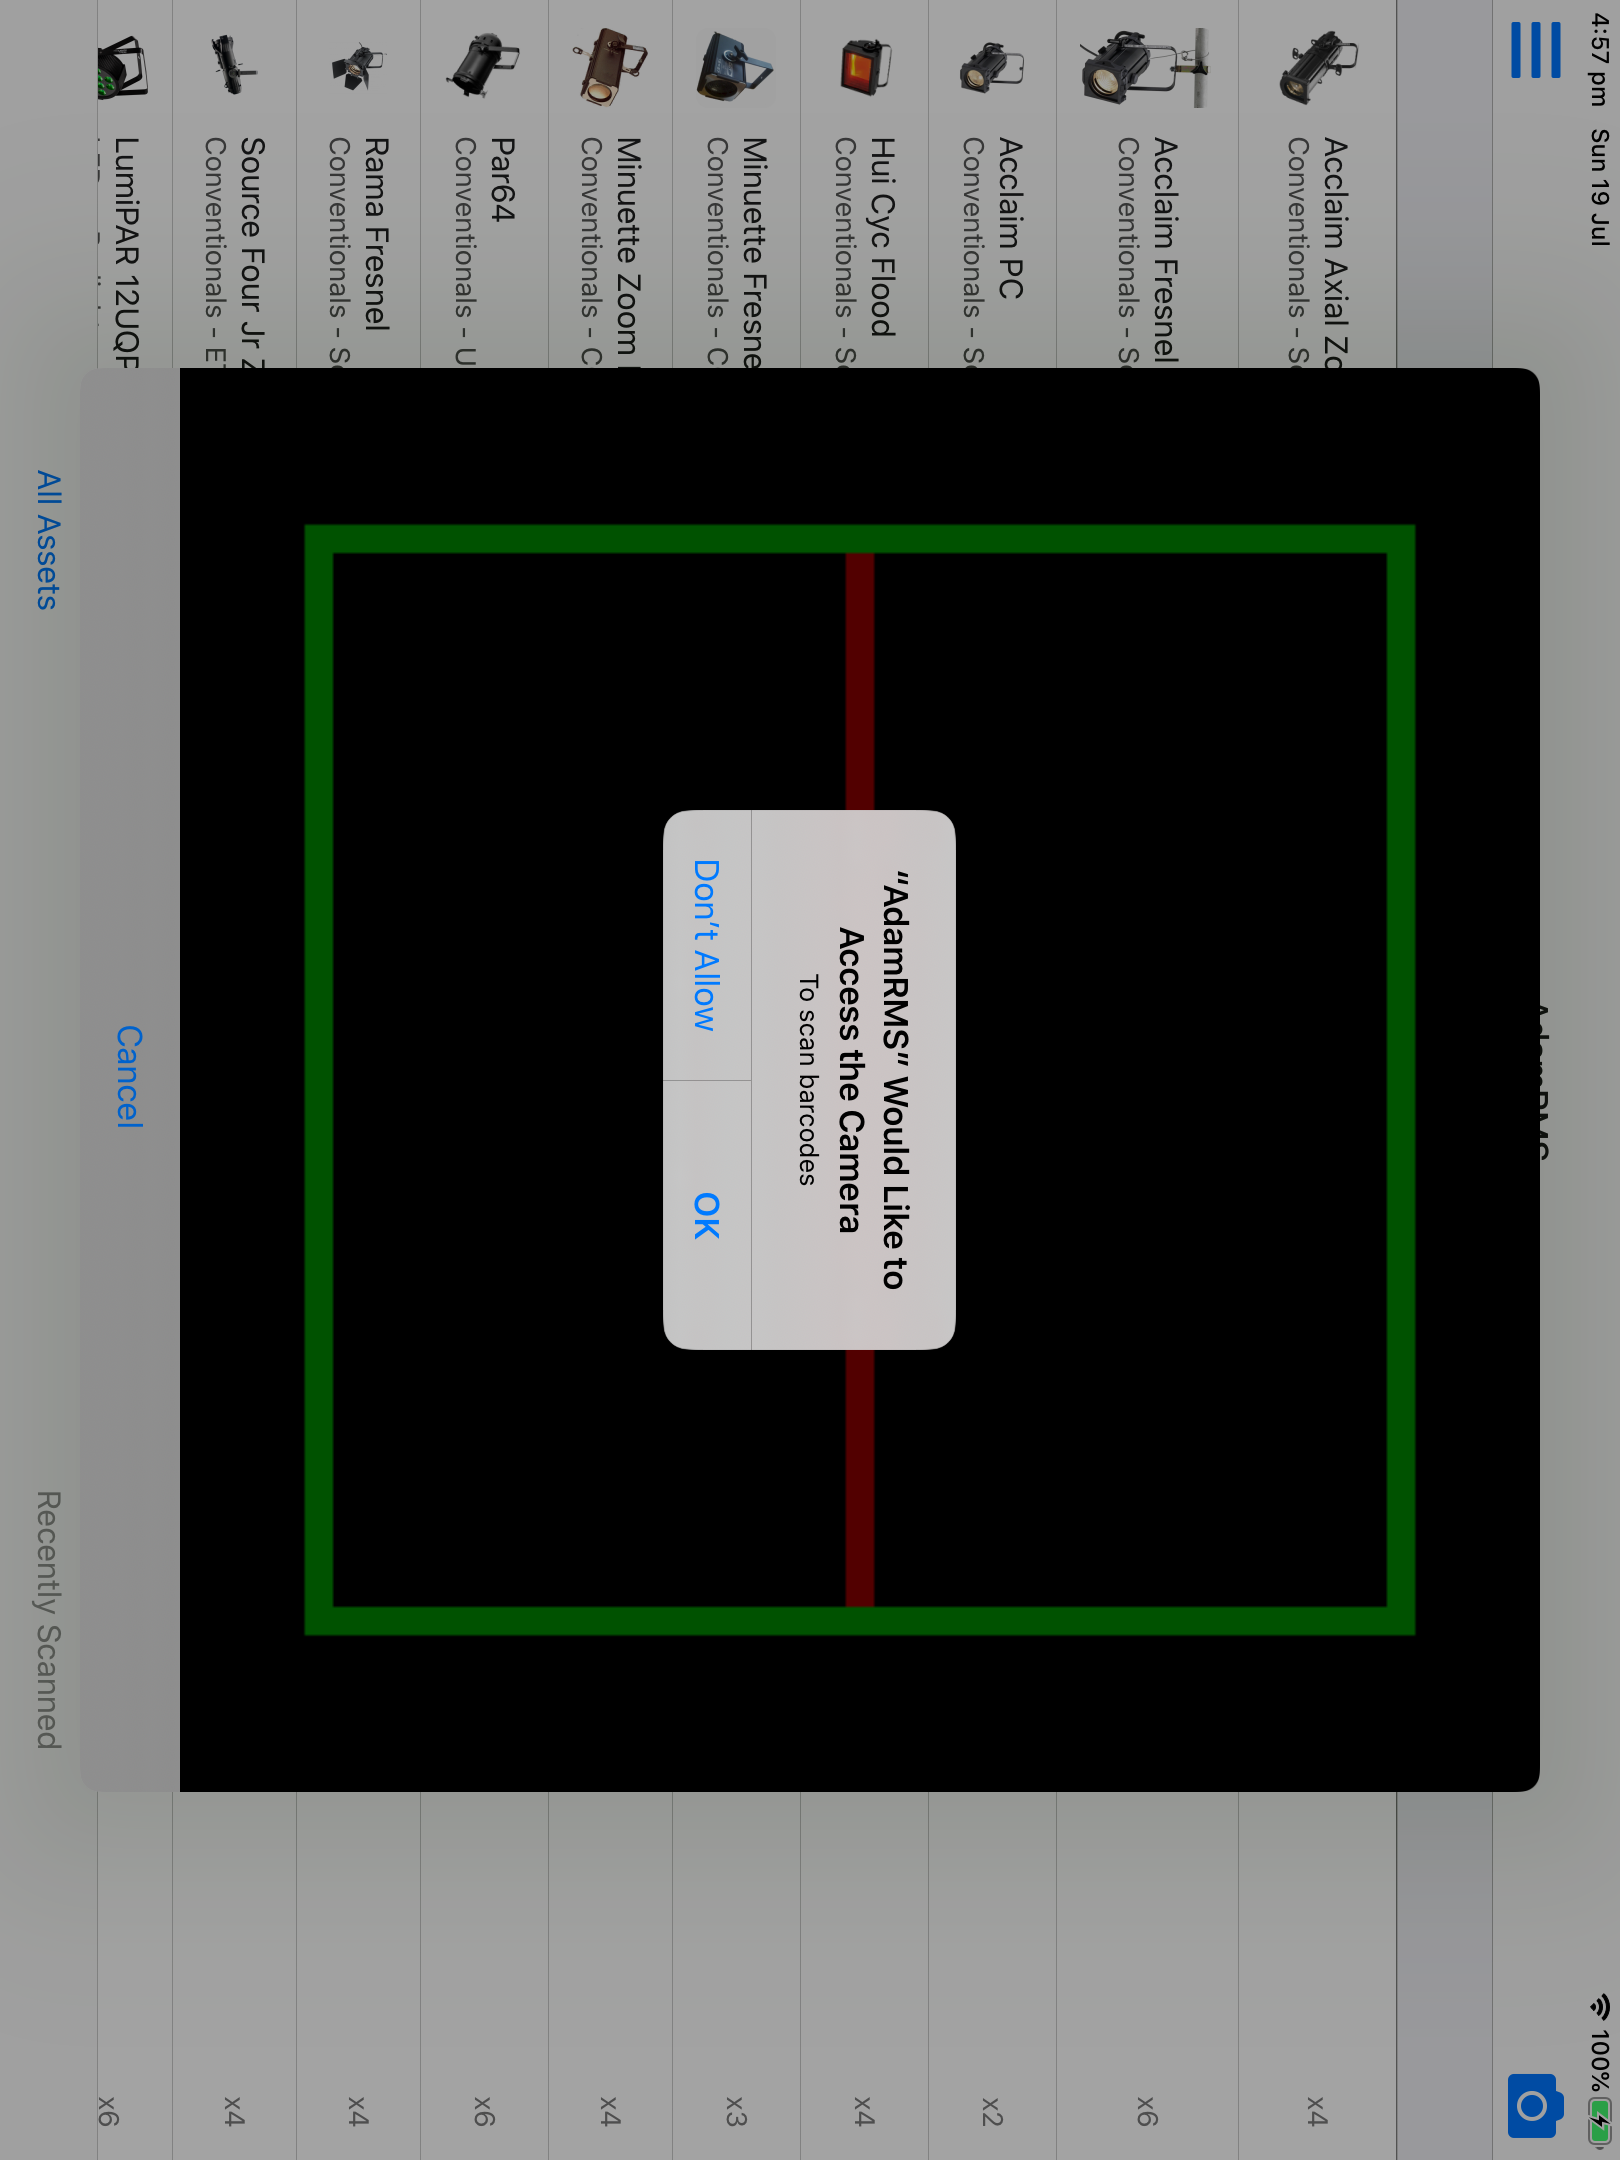 4:57 pm Sun 19 Jul
100%
Acclaim Axial
Conventionals -
x4
Acclaim Fresnel
Conventionals -
x6
Acclaim PC
Conventionals -
x2
Hui Cyc Flood
Conventionals -
x4
Minuette
Conventionals -
x3
Minuette Zoom
Conventionals -
x4
Par64
Conventionals -
x6
Rama Fresnel
Conventionals -
x4
Source Four Jr
Conventionals -
x4
LumiPAR
x6
“AdamRMS” Would Like to
Access the Camera
To scan barcodes
Don’t Allow
OK
Cancel
All Assets
Recently Scanned